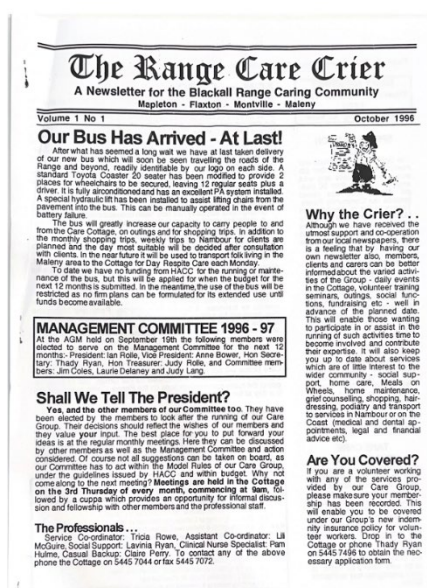 The Range Care Crier
A Newsletter for the Blackall Range Caring Community
Mapleton - Flaxton - Montville - Maleny
Volume 1 No 1 October 1996
Our Bus Has Arrived - At Last!
After what has seemed a long wait we have at last taken delivery
of our new bus which will soon be seen travelling the roads of the
Range and beyond, readily identifiable by our logo on each side. A
standard Toyota Coaster 20 seater has been modified to provide 2
places for wheelchairs to be secured, leaving 12 regular seats plus a
driver. It is fully airconditioned and has an excellent PA system installed.
A special hydraulic lift has been installed to assist lifting chairs from the
pavement into the bus. This can be manually operated in the event of
battery failure.
The bus will greatly increase our capacity to carry people to and
from the Care Cottage, on outings and for shopping trips. In addition to
the monthly shopping trips, weekly trips to Nambour for clients are
planned and the day most suitable will be decided after consultation
with clients. In the near future it will be used to transport folk living in the
Maleny area to the Cottage for Day Respite Care each Monday.
To date we have no funding from HACC for the running or mainte-
nance of the bus, but this will be applied for when the budget for the
next 12 months is submitted. In the meantime, the use of the bus will be
restricted as no firm plans can be formulated for its extended use until
funds become available.
MANAGEMENT COMMITTEE 1996 - 97
At the AGM held on September 19th the following members were
elected to serve on the Management Committee for the next 12
months:- President: Ian Rolle, Vice President: Anne Bower, Hon Secre-
tary: Thady Ryan, Hon Treasurer: Judy Rolle, and Committee mem-
bers: Jim Coles, Laurie Delaney and Judy Lang.
Shall We Tell The President?
Yes, and the other members of our Committee too. They have
been elected by the members to look after the running of our Care
Group. Their decisions should reflect the wishes of our members and
they value your input. The best place for you to put forward your
ideas is at the regular monthly meetings. Here they can be discussed
by other members as well as the Management Committee and action
considered. Of course not all suggestions can be taken on board, as
our Committee has to act within the Model Rules of our Care Group,
under the guidelines issued by HACC and within budget. Why not
come along to the next meeting? Meetings are held in the Cottage
on the 3rd Thursday of every month, commencing at 9am, fol-
lowed by a cuppa which provides an opportunity for informal discus-
sion and fellowship with other members and the professional staff.
The Professionals . . .
Service Co-ordinator: Tricia Rowe, Assistant Co-ordinator: Lili
McGuire, Social Support: Lavinia Ryan, Clinical Nurse Specialist: Pam
Hulme, Casual Backup: Claire Perry. To contact any of the above
phone the Cottage on 5445 7044 or fax 5445 7072.
Why the Crier? . .
Although we have received the
utmost support and co-operation
from our local newspapers, there
is a feeling that by having our
own newsletter also, members,
clients and carers can be better
informed about the varied activi-
ties of the Group - daily events
in the Cottage, volunteer training
seminars, outings, social func-
tions, fundraising etc - well in
advance of the planned date.
This will enable those wanting
to participate in or assist in the
running of such activities time to
become involved and contribute
their expertise. It will also keep
you up to date about services
which are of little interest to the
wider community - social sup-
port, home care, Meals on
Wheels, home maintenance,
grief counselling, shopping, hair-
dressing, podiatry and transport
to services in Nambour or on the
Coast (medical and dental ap-
pointments, legal and financial
advice etc).
Are You Covered?
If you are a volunteer working
with any of the services pro-
vided by our Care Group,
please make sure your member-
ship has been recorded. This
will enable you to be covered
under our Group's new indem-
nity insurance policy for volun-
teer workers. Drop in to the
Cottage or phone Thady Ryan
on 5445 7496 to obtain the nec-
essary application form.